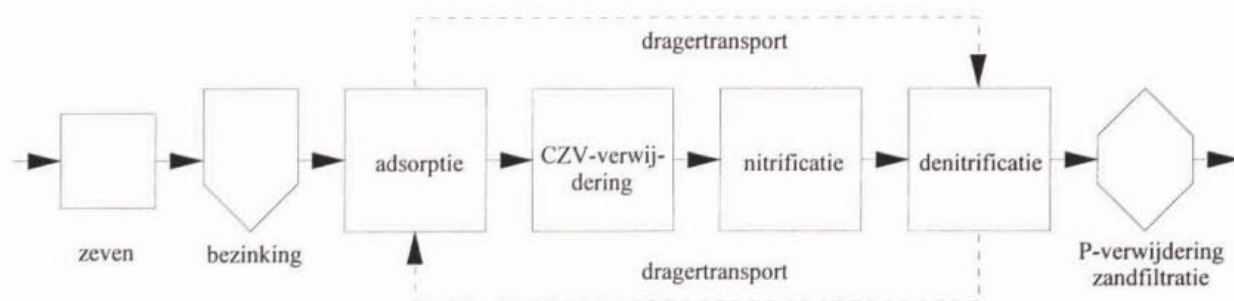 dragertransport
adsorptie
CZV-verwij-
dering
nitrificatie
denitrificatie
zeven
bezinking
dragertransport
P-verwijdering
zandfiltratie